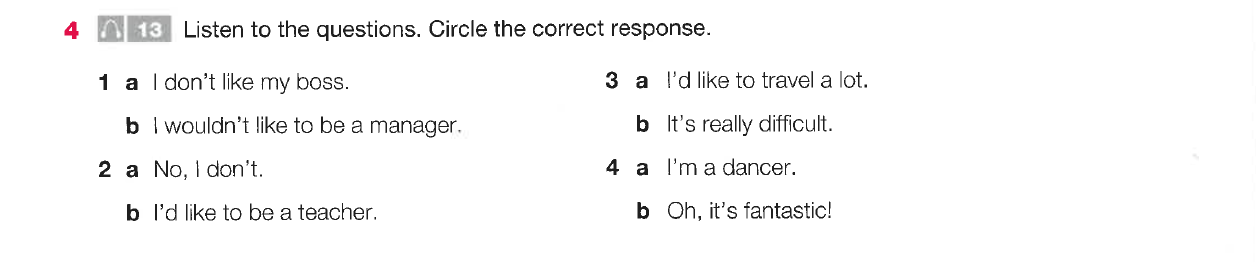 4 13 Listen to the questions. Circle the correct response.
1 a I don't like my boss.
b I wouldn't like to be a manager.
2 a No, I don't.
b I'd like to be a teacher.
3 a I'd like to travel a lot.
b It's really difficult.
4 a I'm a dancer.
b Oh, it's fantastic!